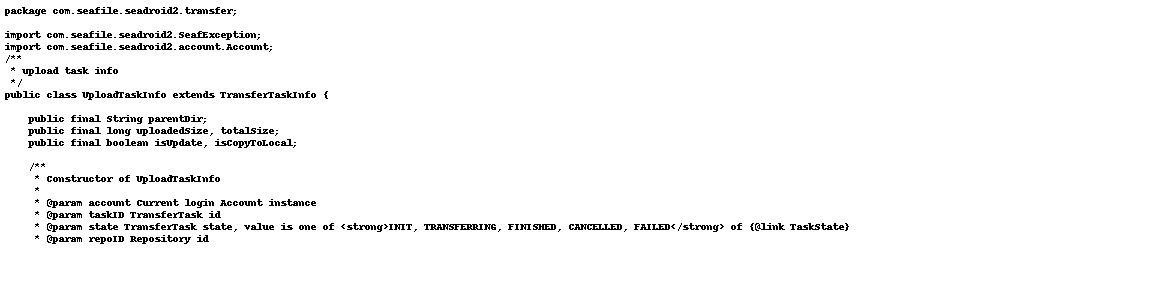 package com.seafile.seadroid2.transfer;

import com.seafile.seadroid2.SeafException;
import com.seafile.seadroid2.account.Account;
/**
 * upload task info
 */
public class UploadTaskInfo extends TransferTaskInfo {

    public final String parentDir;
    public final long uploadedSize, totalSize;
    public final boolean isUpdate, isCopyToLocal;

    /**
     * Constructor of UploadTaskInfo
     *
     * @param account Current login Account instance
     * @param taskID TransferTask id
     * @param state TransferTask state, value is one of <strong>INIT, TRANSFERRING, FINISHED, CANCELLED, FAILED</strong> of {@link TaskState}
     * @param repoID Repository id